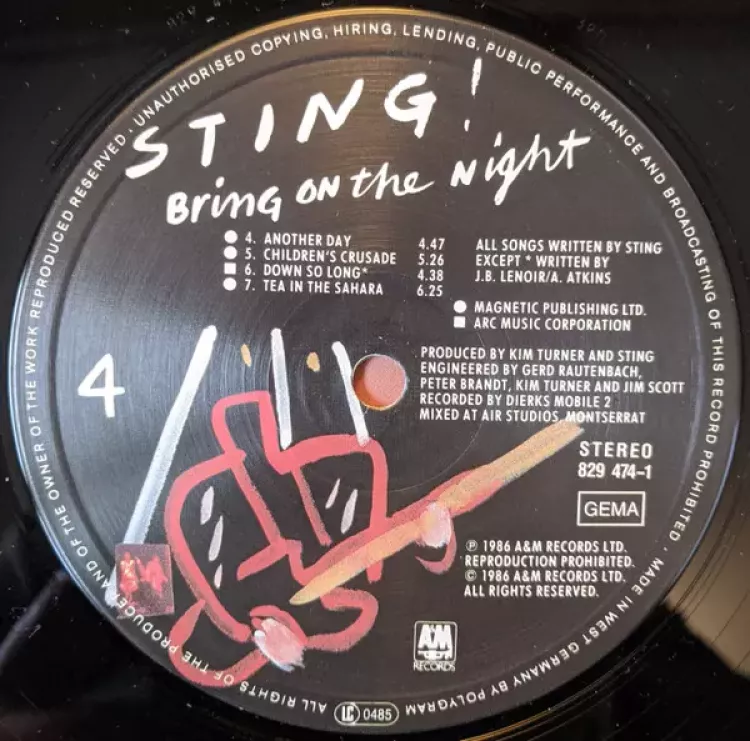 STING!
Bring on the Night
4. ANOTHER DAY 4.47
5. CHILDREN'S CRUSADE 5.26
6. DOWN SO LONG* 4.38
7. TEA IN THE SAHARA 6.25
ALL SONGS WRITTEN BY STING
EXCEPT * WRITTEN BY
J.B. LENOIR/A. ATKINS
MAGNETIC PUBLISHING LTD.
ARC MUSIC CORPORATION
4
PRODUCED BY KIM TURNER AND STING
ENGINEERED BY GERD RAUTENBACH,
PETER BRANDT, KIM TURNER AND JIM SCOTT
RECORDED BY DIERKS MOBILE 2
MIXED AT AIR STUDIOS, MONTSERRAT
STEREO
829 474-1
GEMA
℗ 1986 A&M RECORDS LTD.
REPRODUCTION PROHIBITED.
© 1986 A&M RECORDS LTD.
ALL RIGHTS RESERVED.
A&M
RECORDS
LC 0485
ALL RIGHTS OF THE PRODUCER AND OF THE OWNER OF THE WORK REPRODUCED RESERVED. UNAUTHORISED COPYING, HIRING, LENDING, PUBLIC PERFORMANCE AND BROADCASTING OF THIS RECORD PROHIBITED · MADE IN WEST GERMANY BY POLYGRAM